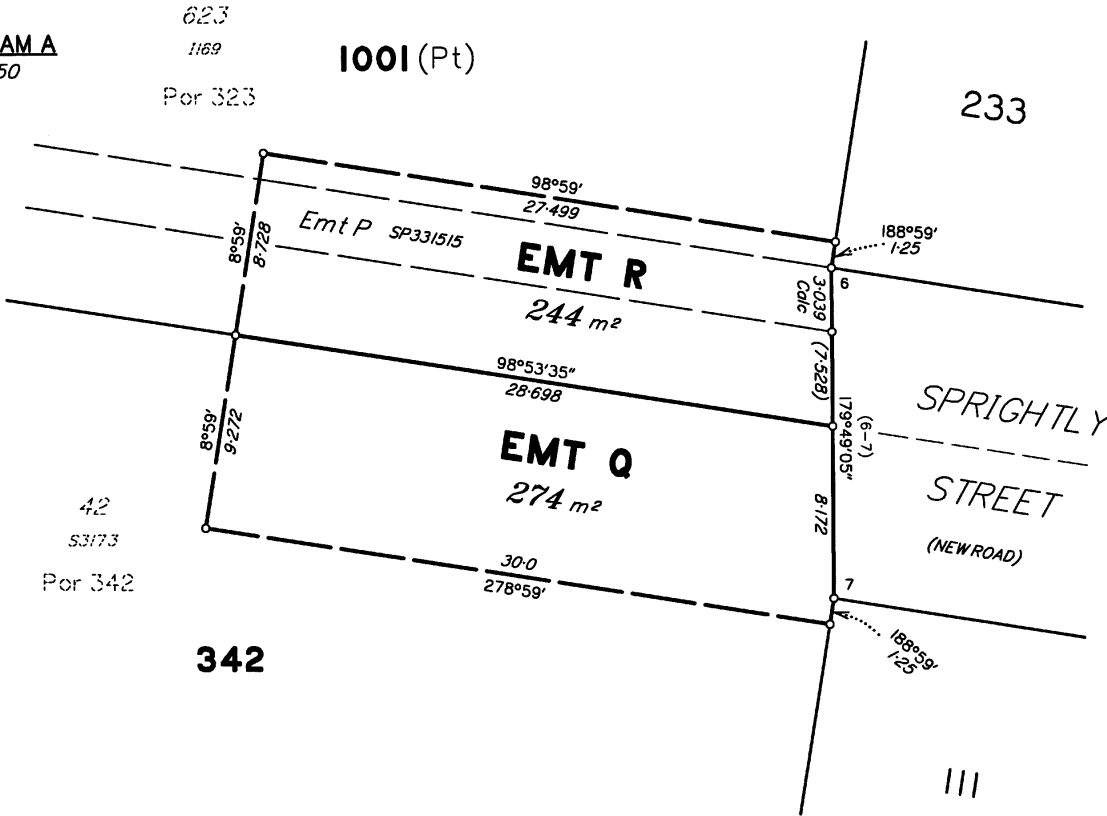 623
1169
Por 323
AM A
50
1001 (Pt)
233
98°59′
27·499
188°59′
1·25
Emt P SP331515
8°59′
8·728
EMT R
244 m²
6
3·039
Calc
(7·528)
98°53′35″
28·698
SPRIGHTLY
(6–7)
179°49′05″
8°59′
9·272
EMT Q
274 m²
8·172
STREET
(NEW ROAD)
42
S3173
Por 342
30·0
278°59′
7
188°59′
1·25
342
111